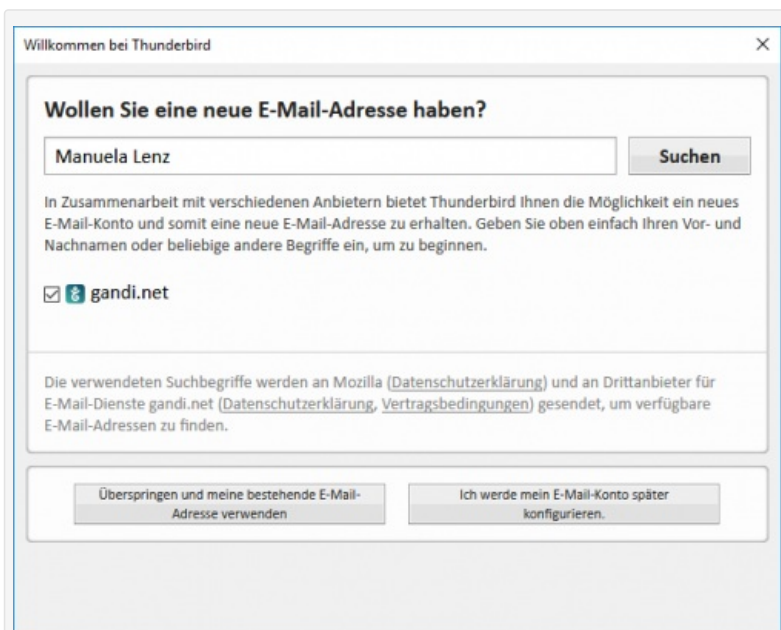 Willkommen bei Thunderbird
Wollen Sie eine neue E-Mail-Adresse haben?
Manuela Lenz
Suchen
In Zusammenarbeit mit verschiedenen Anbietern bietet Thunderbird Ihnen die Möglichkeit ein neues
E-Mail-Konto und somit eine neue E-Mail-Adresse zu erhalten. Geben Sie oben einfach Ihren Vor- und
Nachnamen oder beliebige andere Begriffe ein, um zu beginnen.
gandi.net
Die verwendeten Suchbegriffe werden an Mozilla (Datenschutzerklärung) und an Drittanbieter für
E-Mail-Dienste gandi.net (Datenschutzerklärung, Vertragsbedingungen) gesendet, um verfügbare
E-Mail-Adressen zu finden.
Überspringen und meine bestehende E-Mail-
Adresse verwenden
Ich werde mein E-Mail-Konto später
konfigurieren.